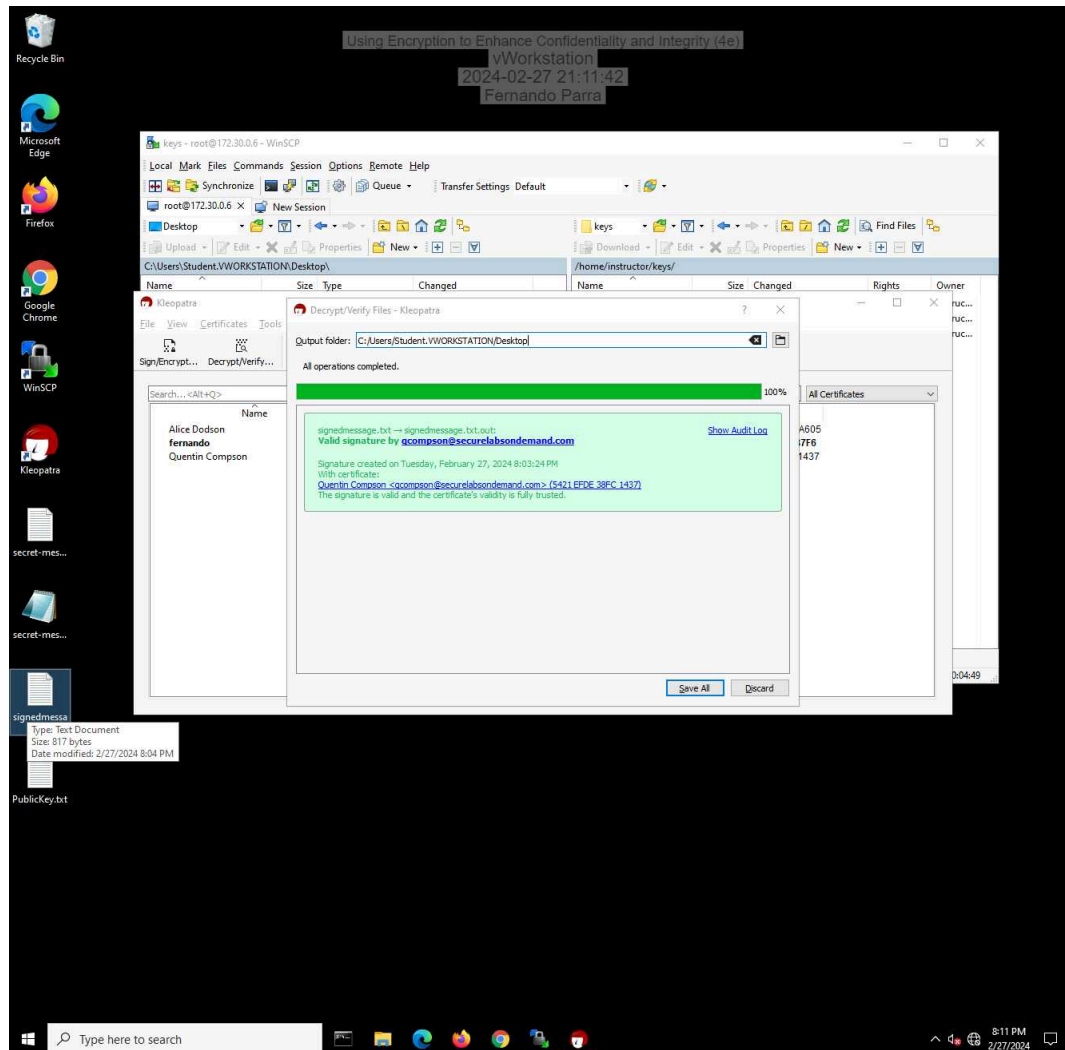 Using Encryption to Enhance Confidentiality and Integrity (4e)
vWorkstation
2024-02-27 21:11:42
Fernando Parra
Recycle Bin
Microsoft
Edge
Firefox
Google
Chrome
WinSCP
Kleopatra
secret-mes...
secret-mes...
signedmessa
Type: Text Document
Size: 817 bytes
Date modified: 2/27/2024 8:04 PM
PublicKey.txt
keys - root@172.30.0.6 - WinSCP
Local Mark Files Commands Session Options Remote Help
Synchronize Queue Transfer Settings Default
root@172.30.0.6 X New Session
Desktop keys Find Files
Upload Edit Properties New Download Edit Properties New
C:\Users\Student.VWORKSTATION\Desktop\ /home/instructor/keys/
Name Size Type Changed Name Size Changed Rights Owner
ruc...
ruc...
ruc...
0:04:49
Kleopatra
File View Certificates Tools
Sign/Encrypt... Decrypt/Verify...
Search...<Alt+Q> All Certificates
Name
Alice Dodson A605
fernando 37F6
Quentin Compson 1437
Decrypt/Verify Files - Kleopatra ?
Output folder: C:/Users/Student.VWORKSTATION/Desktop
All operations completed.
100%
signedmessage.txt → signedmessage.txt.out: Show Audit Log
Valid signature by qcompson@securelabsondemand.com
Signature created on Tuesday, February 27, 2024 8:03:24 PM
With certificate:
Quentin Compson <qcompson@securelabsondemand.com> (5421 EFDE 38FC 1437)
The signature is valid and the certificate's validity is fully trusted.
Save All Discard
Type here to search
8:11 PM
2/27/2024